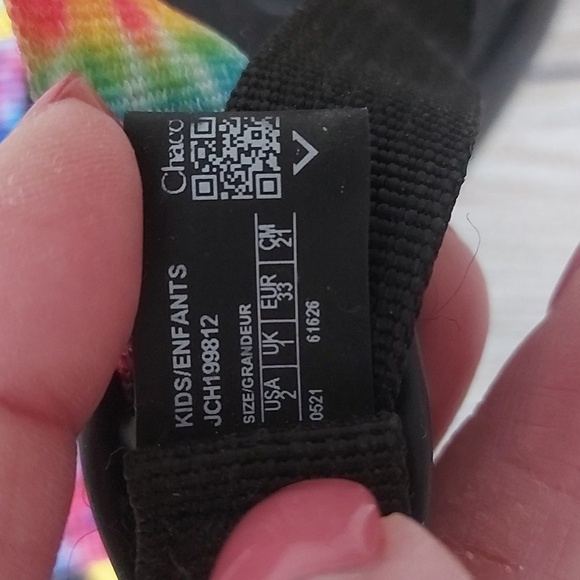 Chaco
KIDS/ENFANTS
JCH199812
SIZE/GRANDEUR
USA | UK | EUR | CM
2 | 1 | 33 | 21
0521 61626